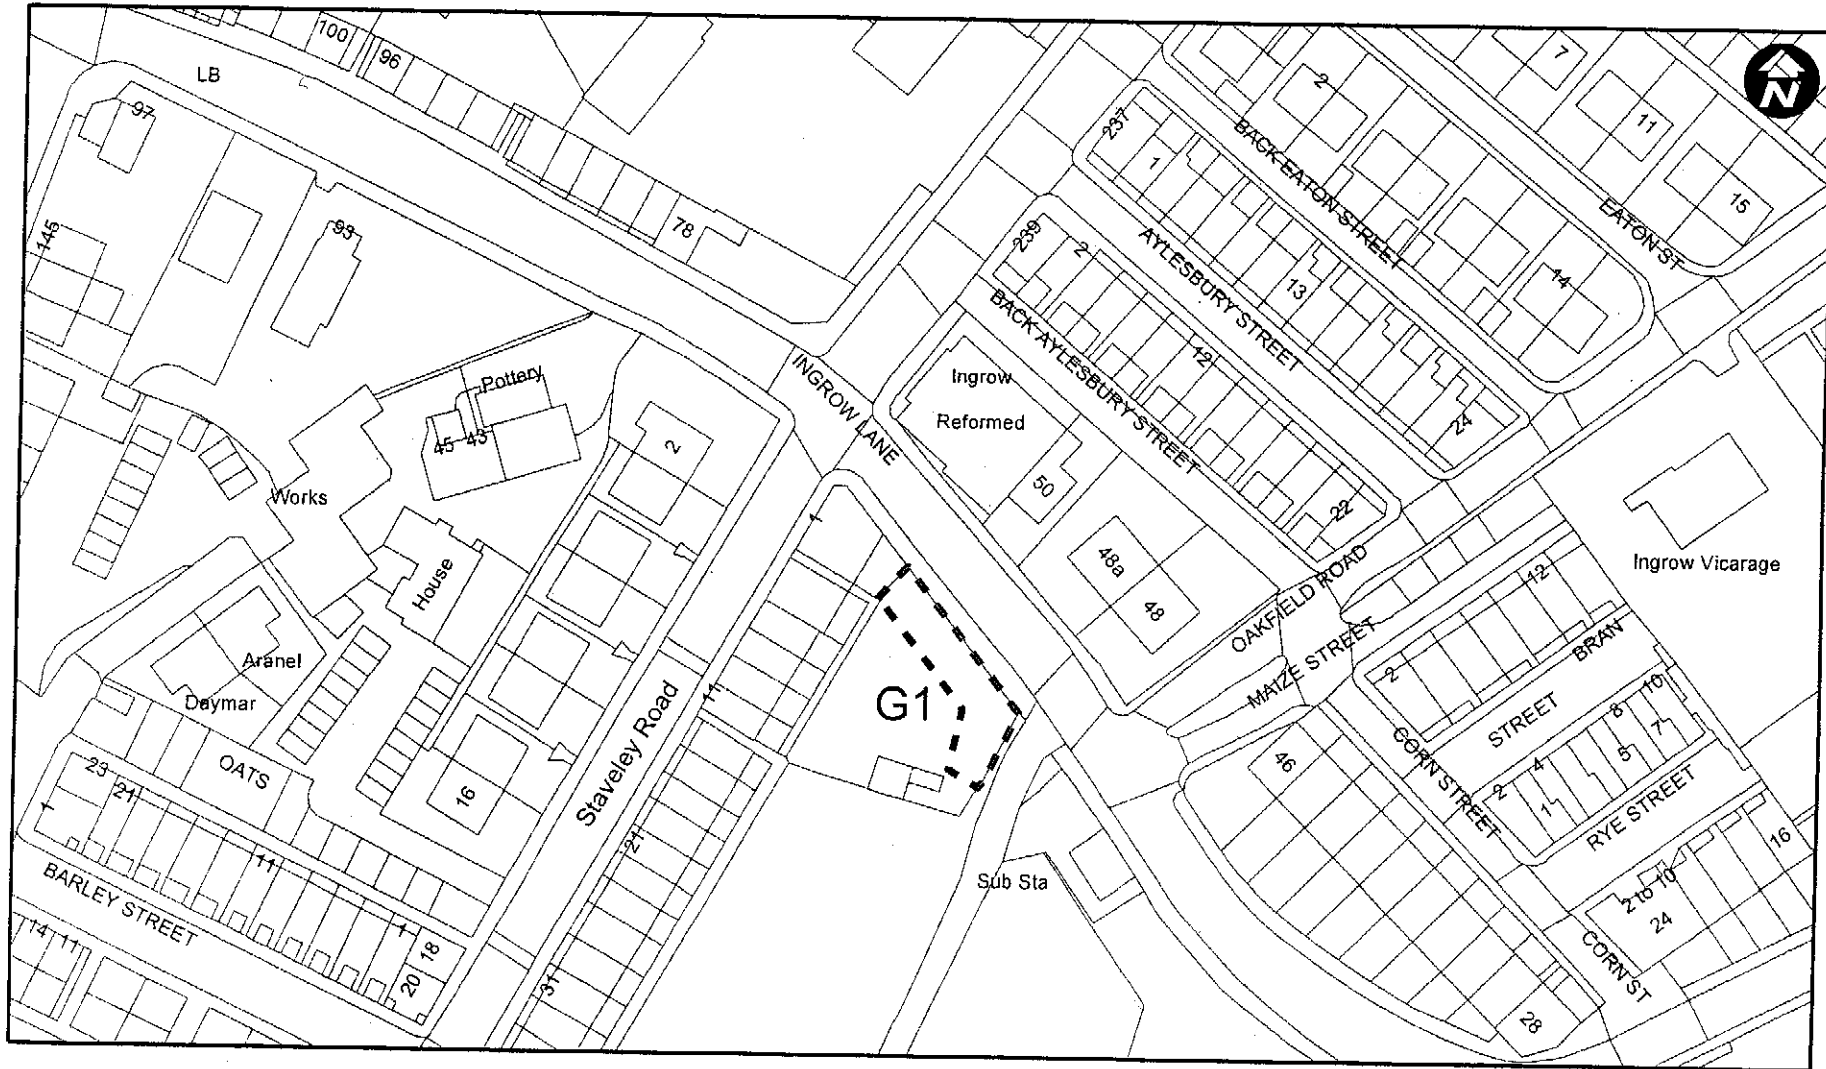 100
96
LB
97
145
93
78
N
7
11
15
2
14
EATON ST
BACK EATON STREET
237
1
13
24
AYLESBURY STREET
239
2
12
22
BACK AYLESBURY STREET
INGROW LANE
Ingrow
Reformed
50
48a
48
OAKFIELD ROAD
MAIZE STREET
Ingrow Vicarage
Pottery
45
43
Works
House
2
Aranel
Daymar
OATS
16
Staveley Road
1
11
21
31
G1
Sub Sta
46
28
2
12
BRAN
STREET
CORN STREET
2
4
8
10
1
5
7
RYE STREET
2 to 10
24
16
CORN ST
1
23
21
11
1
18
20
BARLEY STREET
14
11